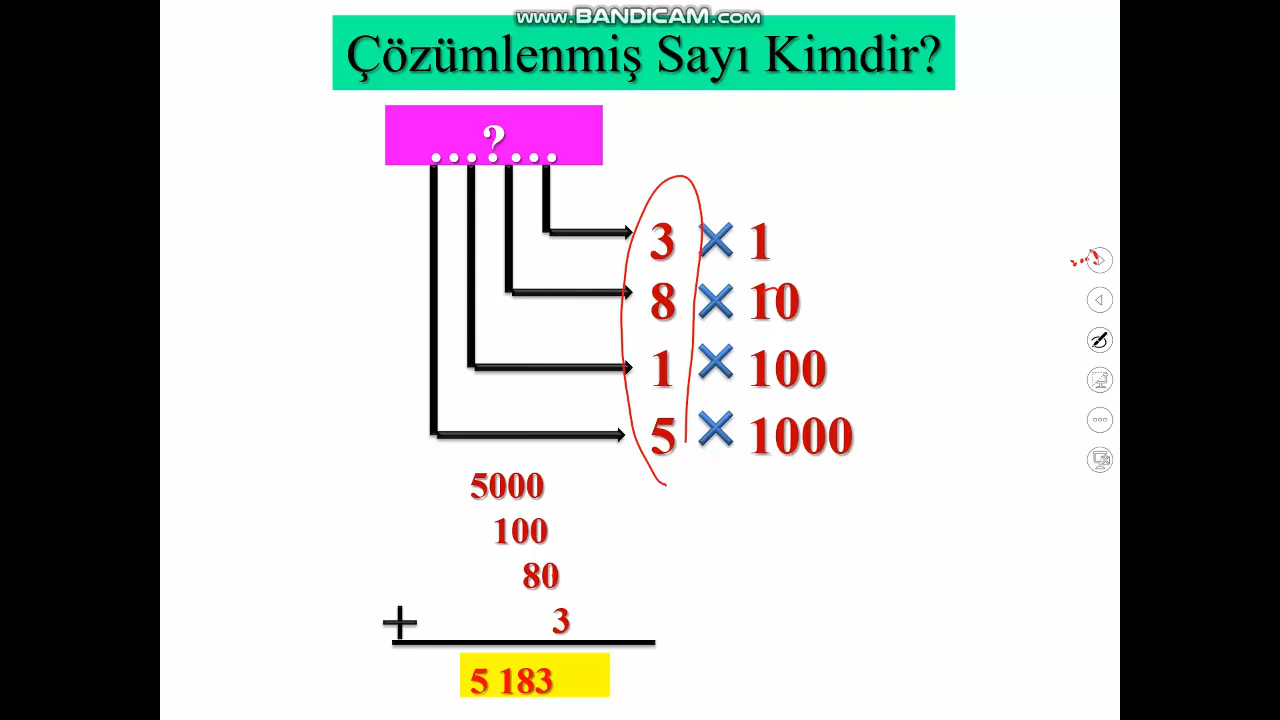 www.BANDICAM.com
Çözümlenmiş Sayı Kimdir?
?
.......
3 × 1
8 × 10
1 × 100
5 × 1000
5000
100
80
+ 3
5 183